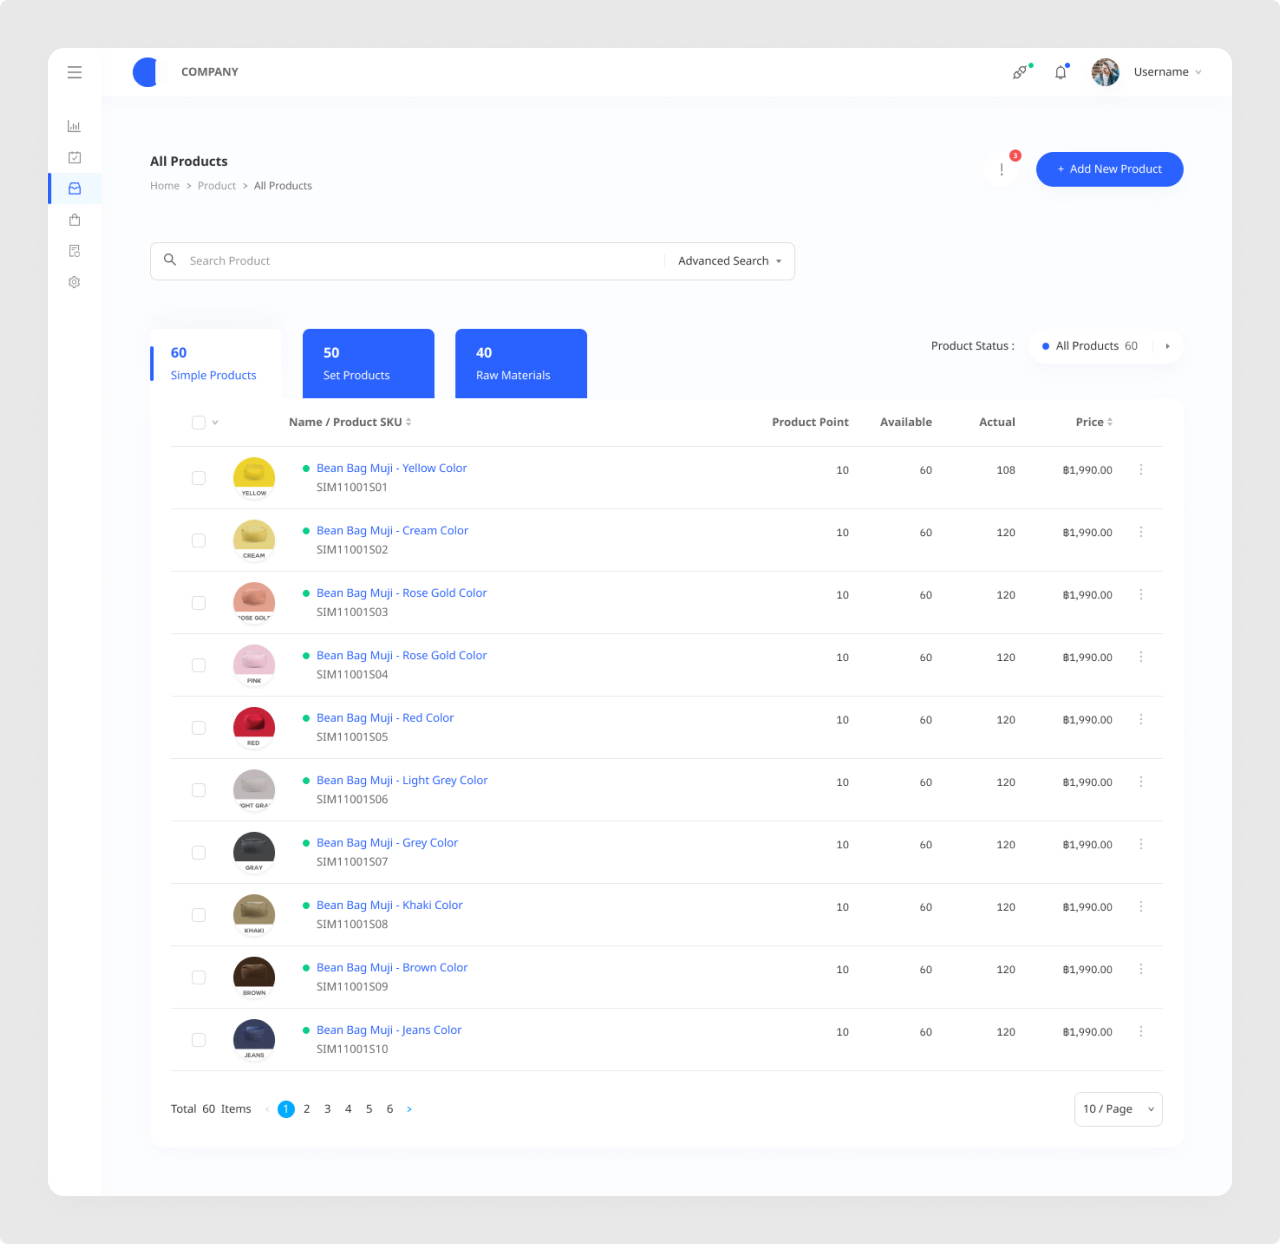 COMPANY
Username
All Products
Home > Product > All Products
3
!
+ Add New Product
Search Product
Advanced Search
60
Simple Products
50
Set Products
40
Raw Materials
Product Status :
All Products 60
Name / Product SKU
Product Point
Available
Actual
Price
YELLOW
Bean Bag Muji - Yellow Color
SIM11001S01
10
60
108
฿1,990.00
CREAM
Bean Bag Muji - Cream Color
SIM11001S02
10
60
120
฿1,990.00
OSE GOL
Bean Bag Muji - Rose Gold Color
SIM11001S03
10
60
120
฿1,990.00
PINK
Bean Bag Muji - Rose Gold Color
SIM11001S04
10
60
120
฿1,990.00
RED
Bean Bag Muji - Red Color
SIM11001S05
10
60
120
฿1,990.00
GHT GRA
Bean Bag Muji - Light Grey Color
SIM11001S06
10
60
120
฿1,990.00
GRAY
Bean Bag Muji - Grey Color
SIM11001S07
10
60
120
฿1,990.00
KHAKI
Bean Bag Muji - Khaki Color
SIM11001S08
10
60
120
฿1,990.00
BROWN
Bean Bag Muji - Brown Color
SIM11001S09
10
60
120
฿1,990.00
JEANS
Bean Bag Muji - Jeans Color
SIM11001S10
10
60
120
฿1,990.00
Total 60 Items < 1 2 3 4 5 6 >
10 / Page